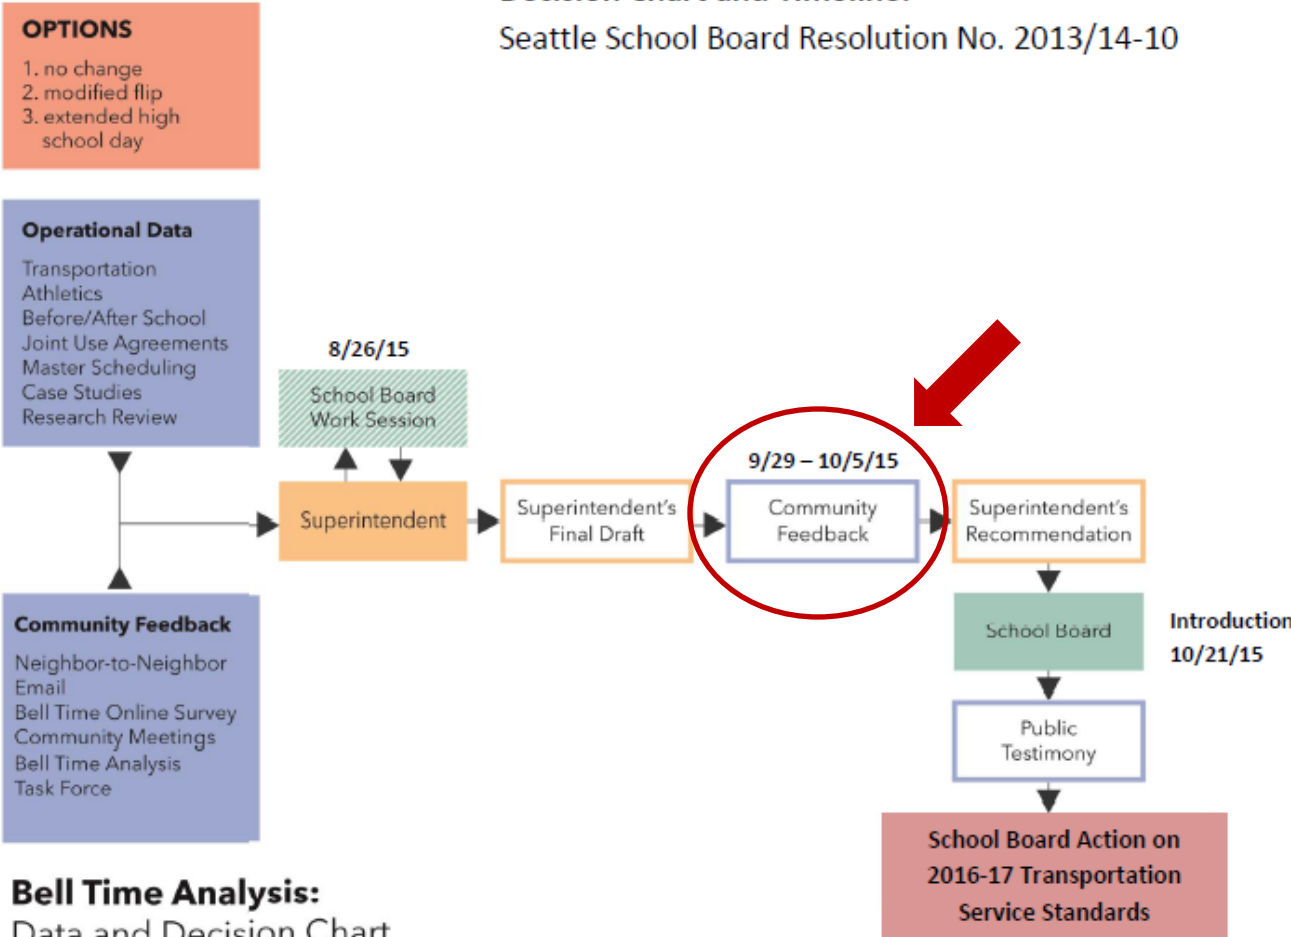 Decision Chart and Timeline:
Seattle School Board Resolution No. 2013/14-10
OPTIONS
1. no change
2. modified flip
3. extended high
school day
Operational Data
Transportation
Athletics
Before/After School
Joint Use Agreements
Master Scheduling
Case Studies
Research Review
8/26/15
School Board
Work Session
Superintendent
Superintendent's
Final Draft
9/29 – 10/5/15
Community
Feedback
Superintendent's
Recommendation
Community Feedback
Neighbor-to-Neighbor
Email
Bell Time Online Survey
Community Meetings
Bell Time Analysis
Task Force
School Board
Introduction
10/21/15
Public
Testimony
School Board Action on
2016-17 Transportation
Service Standards
Bell Time Analysis:
Data and Decision Chart